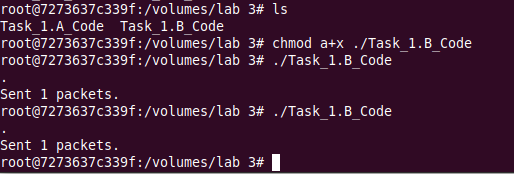 root@7273637c339f:/volumes/lab 3# ls
Task_1.A_Code  Task_1.B_Code
root@7273637c339f:/volumes/lab 3# chmod a+x ./Task_1.B_Code
root@7273637c339f:/volumes/lab 3# ./Task_1.B_Code
.
Sent 1 packets.
root@7273637c339f:/volumes/lab 3# ./Task_1.B_Code
.
Sent 1 packets.
root@7273637c339f:/volumes/lab 3#